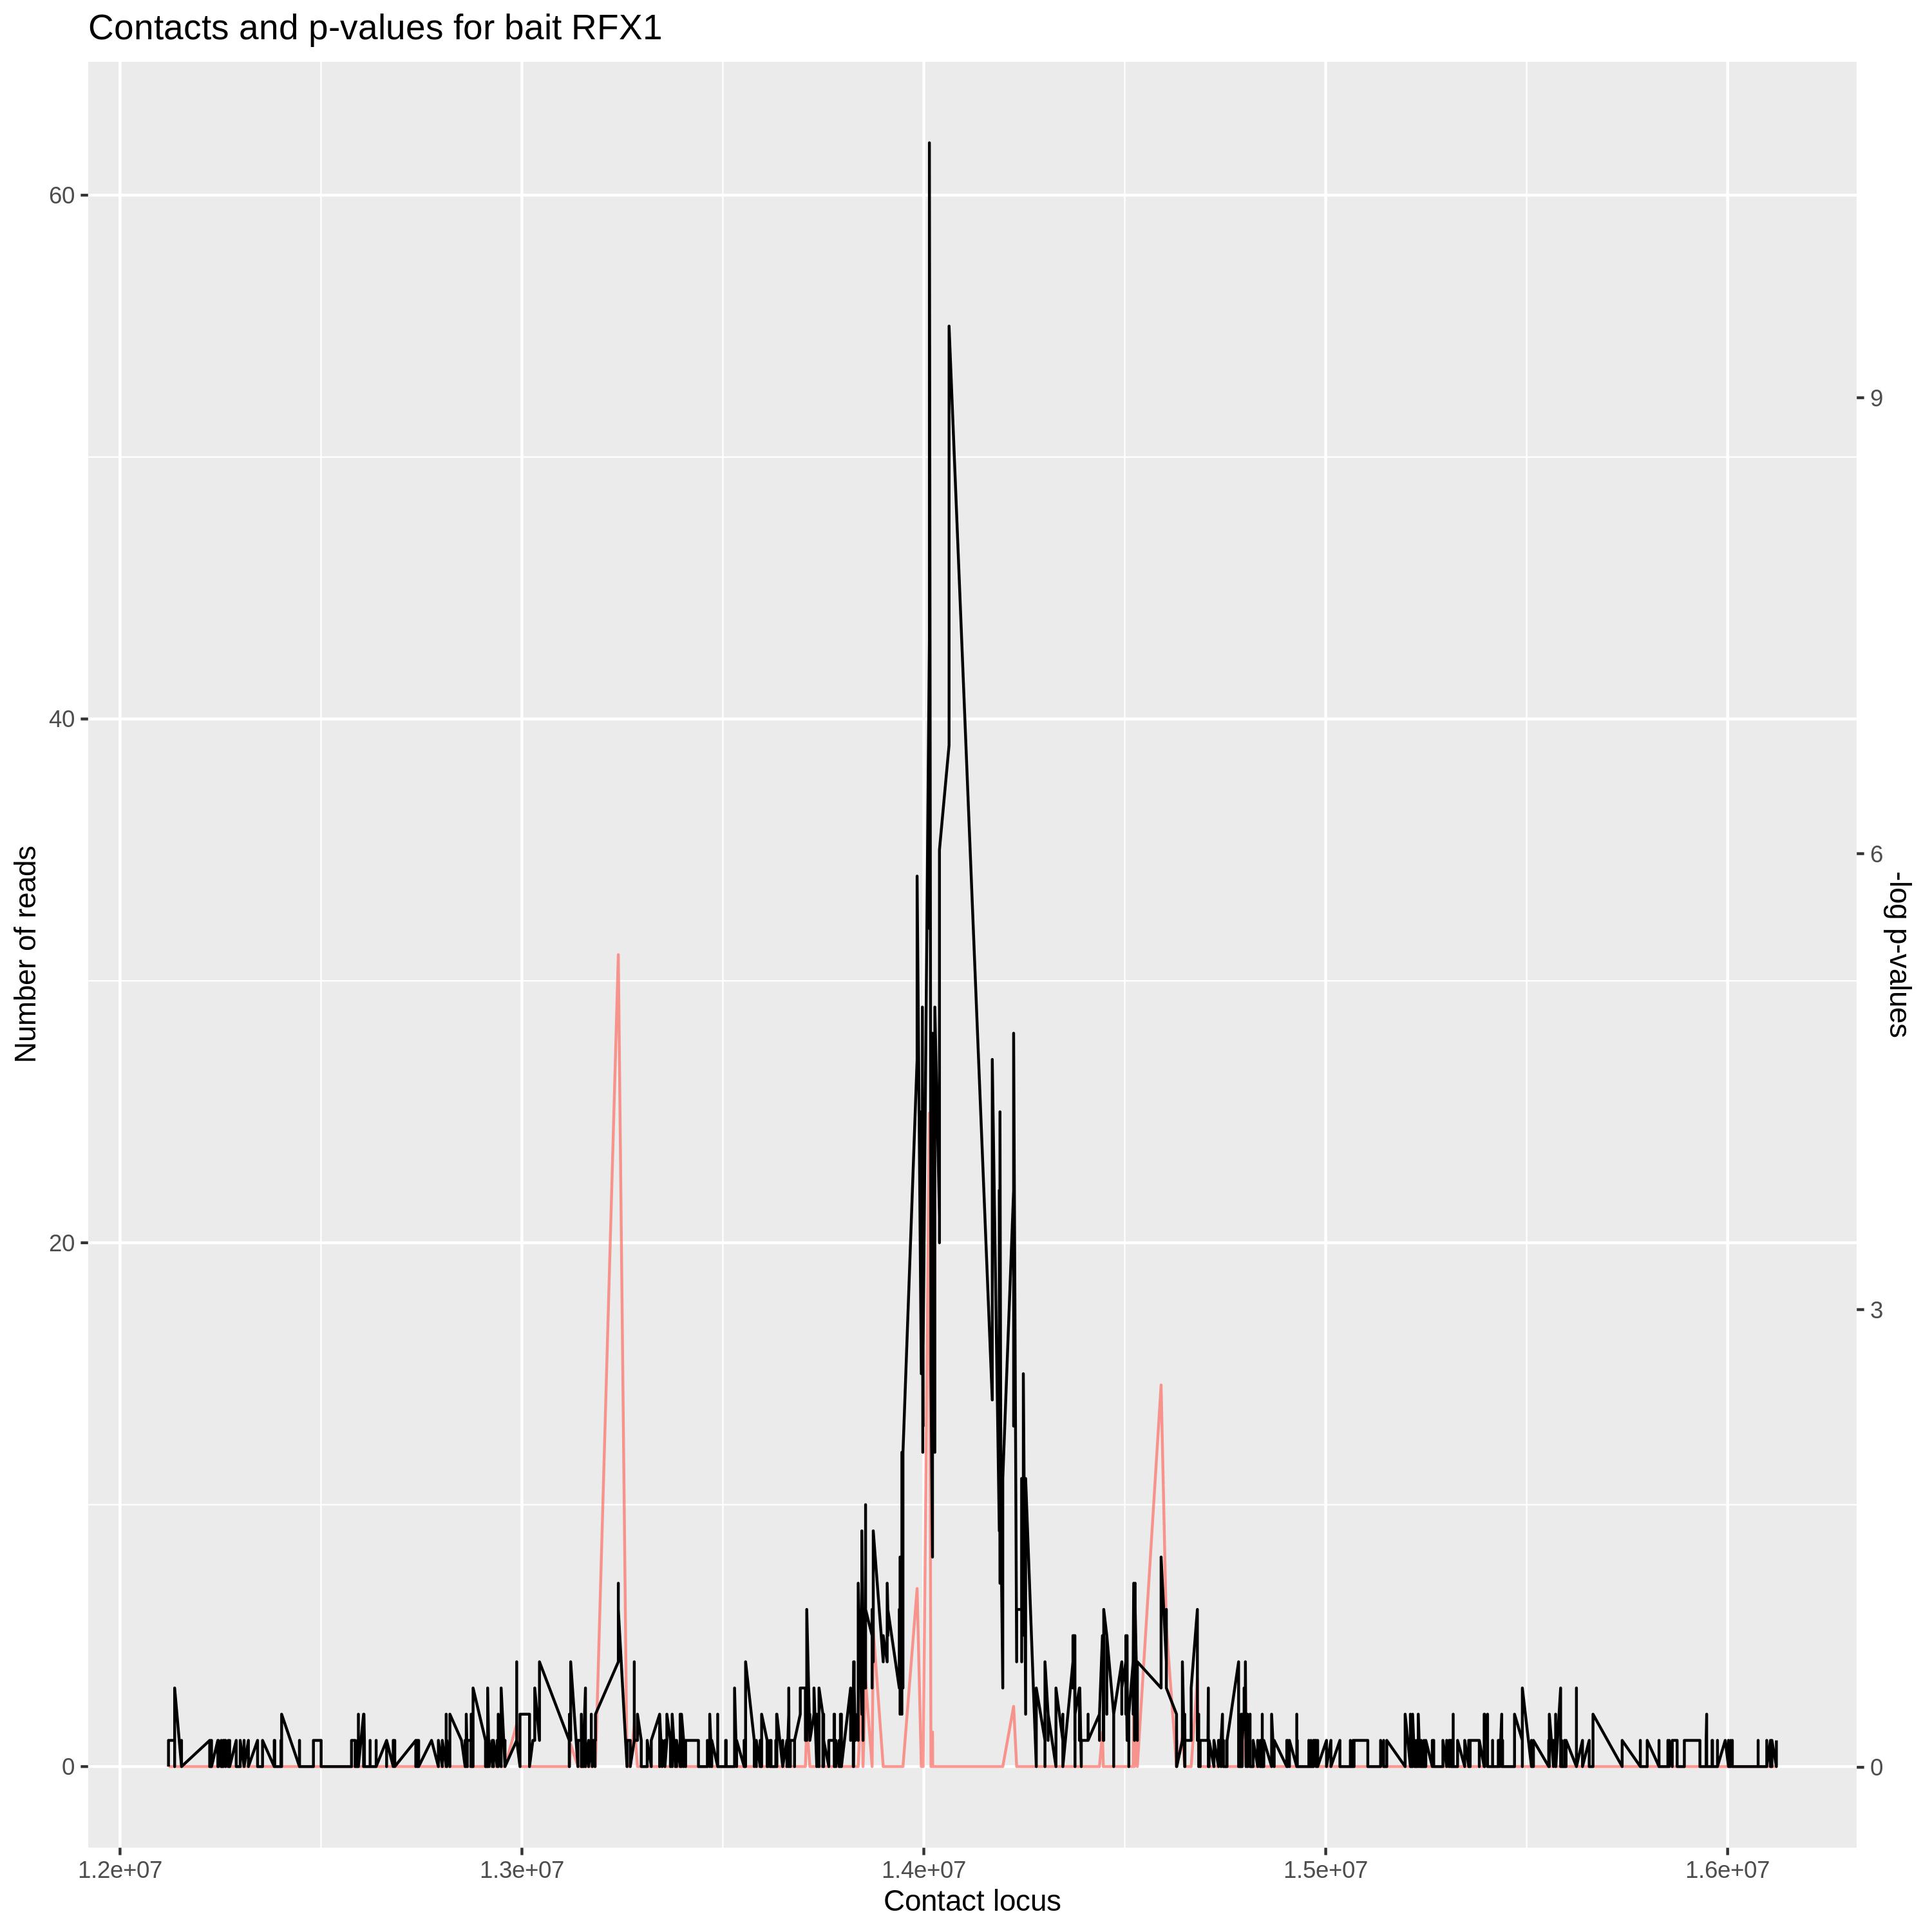 Contacts and p-values for bait RFX1
60
40
20
0
Number of reads
9
6
3
0
-log p-values
1.2e+07
1.3e+07
1.4e+07
1.5e+07
1.6e+07
Contact locus